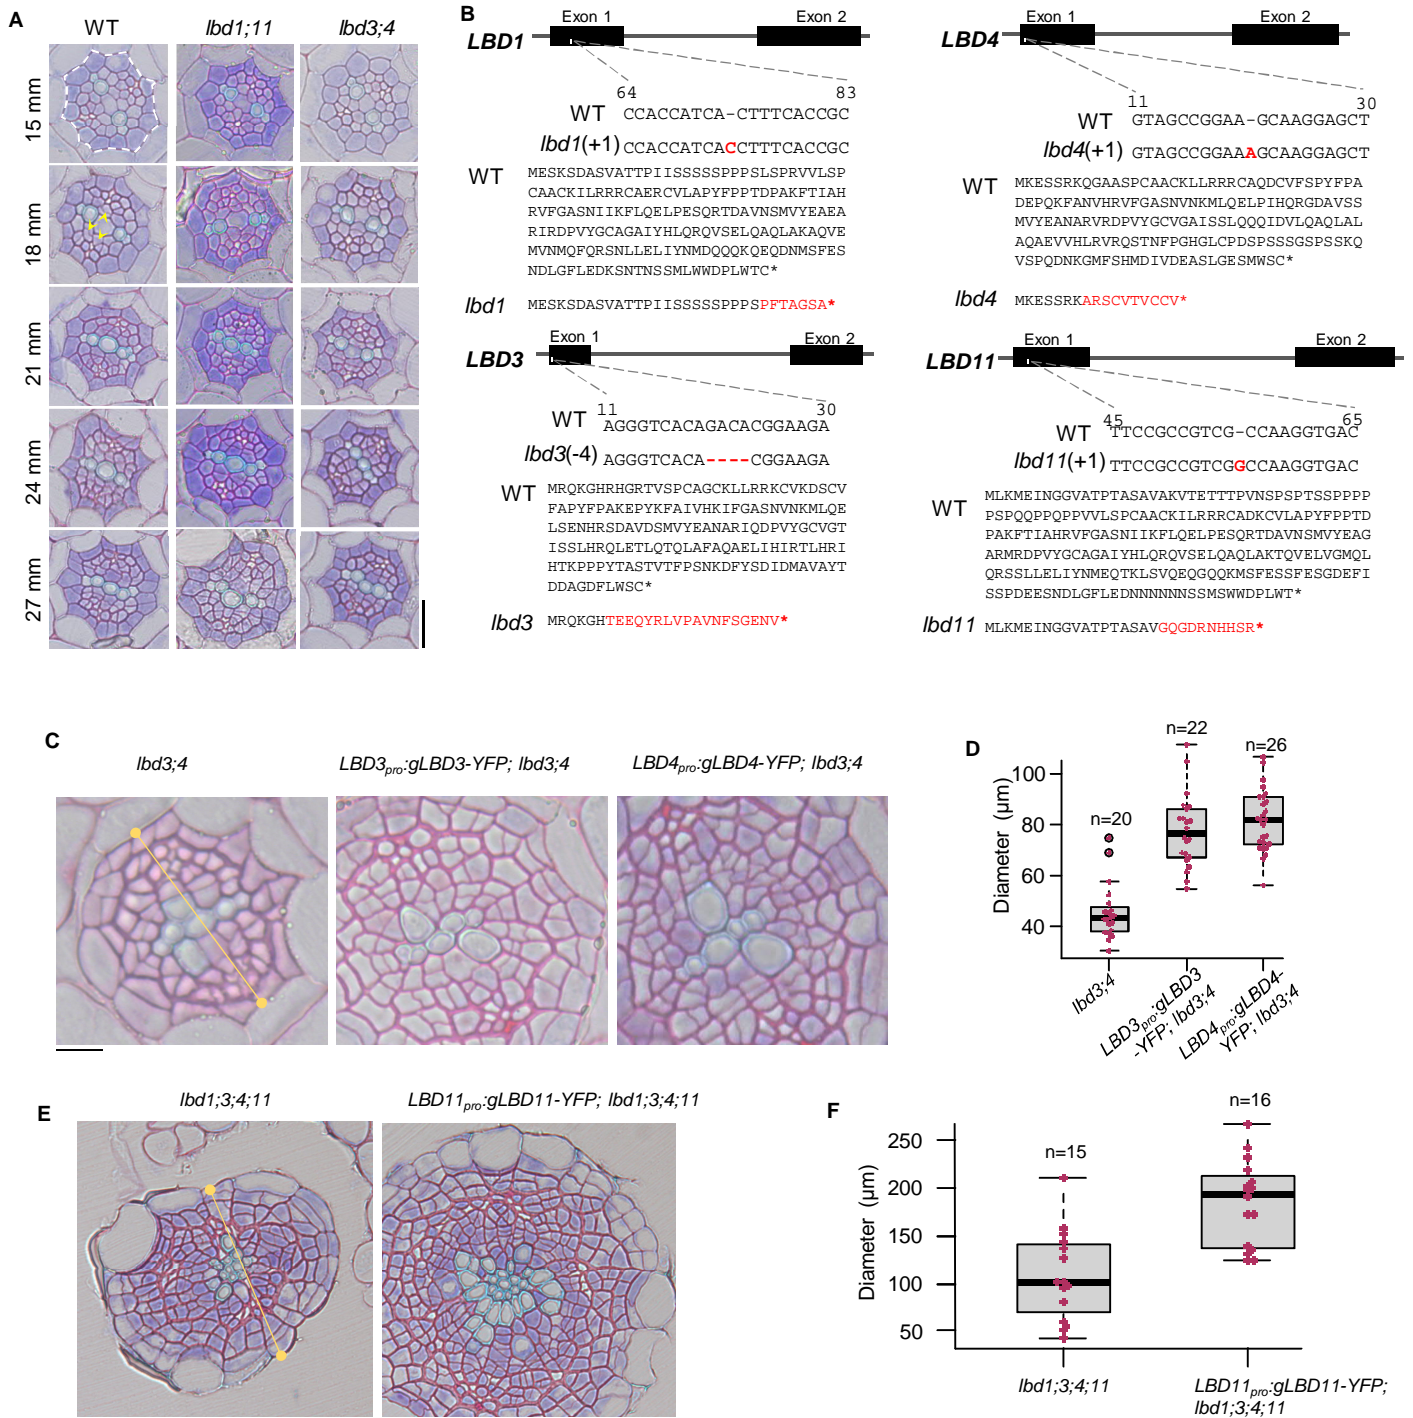 A
WT
lbd1;11
lbd3;4
15 mm
18 mm
21 mm
24 mm
27 mm
B
LBD1
Exon 1
Exon 2
64
83
WT
CCACCATCA-CTTTCACCGC
lbd1(+1)
CCACCATCACCTTTCACCGC
WT
MESKSDASVATTPIISSSSSPPPSLSPRVVLSP
CAACKILRRRCAERCVLAPYFPPTDPAKFTIAH
RVFGASNIIKFLQELPESQRTDAVNSMVYEAEA
RIRDPVYGCAGAIYHLQRQVSELQAQLAKAQVE
MVNMQFQRSNLLELIYNMDQQQKQEQDNMSFES
NDLGFLEDKSNTNSSMLWWDPLWTC*
lbd1
MESKSDASVATTPIISSSSSPPPSPFTAGSA*
LBD4
Exon 1
Exon 2
11
30
WT
GTAGCCGGAA-GCAAGGAGCT
lbd4(+1)
GTAGCCGGAAAGCAAGGAGCT
WT
MKESSRKQGAASPCAACKLLRRRCAQDCVFSPYFPA
DEPQKFANVHRVFGASNVNKMLQELPIHQRGDAVSS
MVYEANARVRDPVYGCVGAISSLQQQIDVLQAQLAL
AQAEVVHLRVRQSTNFPGHGLCPDSPSSSGSPSSKQ
VSPQDNKGMFSHMDIVDEASLGESMWSC*
lbd4
MKESSRKARSCVTVCCV*
LBD3
Exon 1
Exon 2
11
30
WT
AGGGTCACAGACACGGAAGA
lbd3(-4)
AGGGTCACA----CGGAAGA
WT
MRQKGHRHGRTVSPCAGCKLLRRKCVKDSCV
FAPYFPAKEPYKFAIVHKIFGASNVNKMLQE
LSENHRSDAVDSMVYEANARIQDPVYGCVGT
ISSLHRQLETLQTQLAFAQAELIHIRTLHRI
HTKPPPYTASTVTFPSNKDFYSDIDMAVAYT
DDAGDFLWSC*
lbd3
MRQKGHTEEQYRLVPAVNFSGENV*
LBD11
Exon 1
Exon 2
45
65
WT
TTCCGCCGTCG-CCAAGGTGAC
lbd11(+1)
TTCCGCCGTCGGCCAAGGTGAC
WT
MLKMEINGGVATPTASAVAKVTETTTPVNSPSPTSSPPPP
PSPQQPPQPPVVLSPCAACKILRRRCADKCVLAPYFPPTD
PAKFTIAHRVFGASNIIKFLQELPESQRTDAVNSMVYEAG
ARMRDPVYGCAGAIYHLQRQVSELQAQLAKTQVELVGMQL
QRSSLLELIYNMEQTKLSVQEQGQQKMSFESSFESGDEFI
SSPDEESNDLGFLEDNNNNNNSSMSWWDPLWT*
lbd11
MLKMEINGGVATPTASAVGQGDRNHHSR*
C
lbd3;4
LBD3pro:gLBD3-YFP; lbd3;4
LBD4pro:gLBD4-YFP; lbd3;4
D
Diameter (µm)
100
80
60
40
n=20
n=22
n=26
lbd3;4
LBD3pro:gLBD3
-YFP; lbd3;4
LBD4pro:gLBD4-
YFP; lbd3;4
E
lbd1;3;4;11
LBD11pro:gLBD11-YFP; lbd1;3;4;11
F
Diameter (µm)
250
200
150
100
50
n=15
n=16
lbd1;3;4;11
LBD11pro:gLBD11-YFP;
lbd1;3;4;11